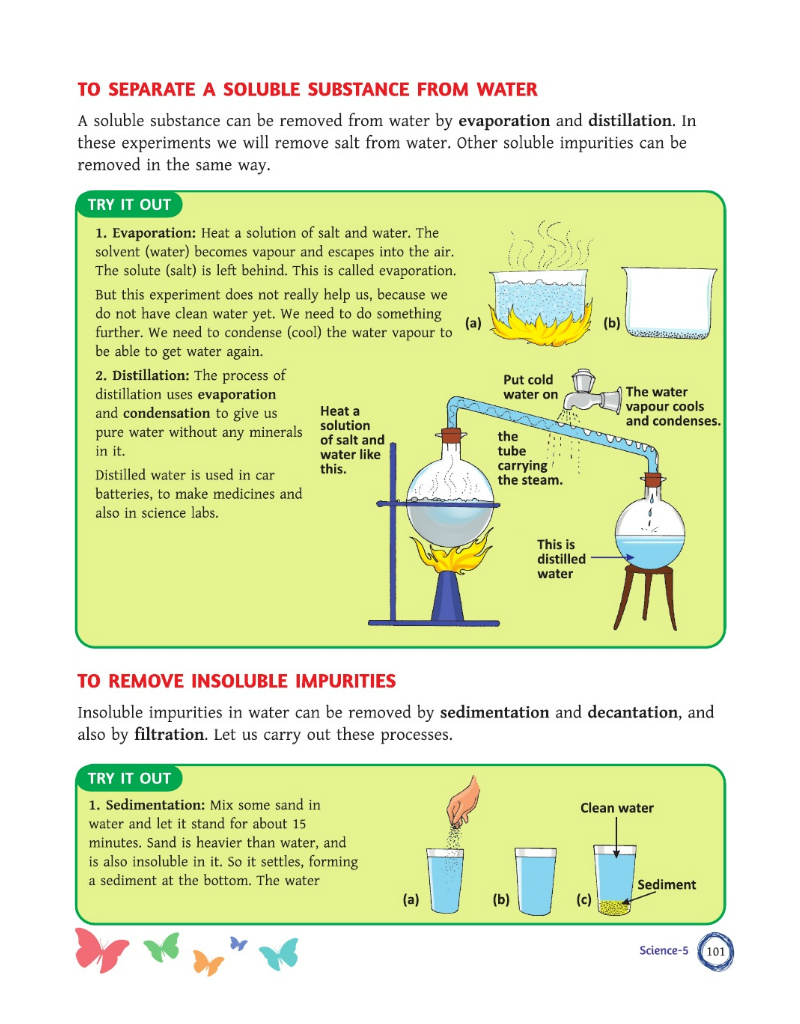 TO SEPARATE A SOLUBLE SUBSTANCE FROM WATER
A soluble substance can be removed from water by evaporation and distillation. In
these experiments we will remove salt from water. Other soluble impurities can be
removed in the same way.
TRY IT OUT
1. Evaporation: Heat a solution of salt and water. The
solvent (water) becomes vapour and escapes into the air.
The solute (salt) is left behind. This is called evaporation.
But this experiment does not really help us, because we
do not have clean water yet. We need to do something
further. We need to condense (cool) the water vapour to
be able to get water again.
(a)
(b)
2. Distillation: The process of
distillation uses evaporation
and condensation to give us
pure water without any minerals
in it.
Distilled water is used in car
batteries, to make medicines and
also in science labs.
Heat a
solution
of salt and
water like
this.
Put cold
water on
the
tube
carrying
the steam.
The water
vapour cools
and condenses.
This is
distilled
water
TO REMOVE INSOLUBLE IMPURITIES
Insoluble impurities in water can be removed by sedimentation and decantation, and
also by filtration. Let us carry out these processes.
TRY IT OUT
1. Sedimentation: Mix some sand in
water and let it stand for about 15
minutes. Sand is heavier than water, and
is also insoluble in it. So it settles, forming
a sediment at the bottom. The water
(a)
(b)
(c)
Clean water
Sediment
Science-5
101